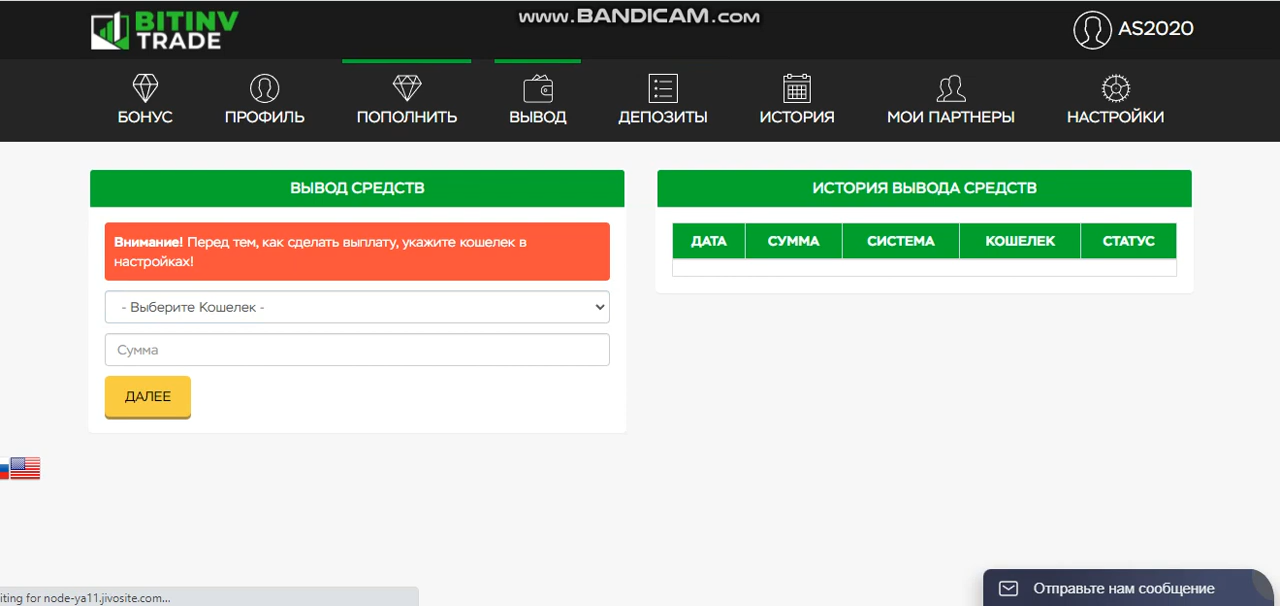 BITINV
TRADE
www.BANDICAM.com
AS2020
БОНУС
ПРОФИЛЬ
ПОПОЛНИТЬ
ВЫВОД
ДЕПОЗИТЫ
ИСТОРИЯ
МОИ ПАРТНЕРЫ
НАСТРОЙКИ
ВЫВОД СРЕДСТВ
Внимание! Перед тем, как сделать выплату, укажите кошелек в
настройках!
- Выберите Кошелек -
Сумма
ДАЛЕЕ
ИСТОРИЯ ВЫВОДА СРЕДСТВ
ДАТА
СУММА
СИСТЕМА
КОШЕЛЕК
СТАТУС
iting for node-ya11.jivosite.com...
Отправьте нам сообщение